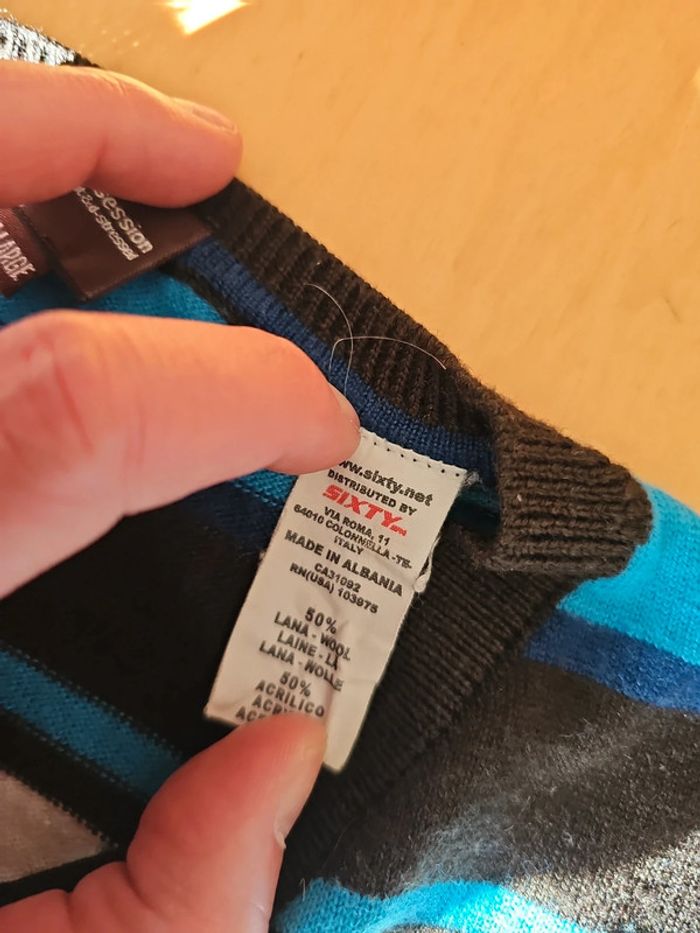 session
LARGE
www.sixty.net
DISTRIBUTED BY
SIXTY
VIA ROMA, 11
64010 COLONNELLA -TE-
ITALY
MADE IN ALBANIA
CA31092
RN(USA) 103975
50%
LANA - WOOL
LAINE - LA
LANA - WOLLE
50%
ACRILICO